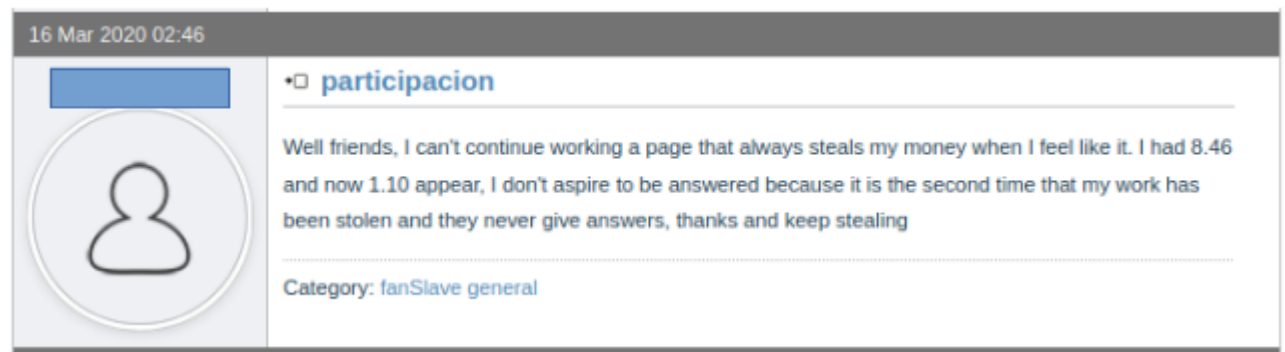 16 Mar 2020 02:46
participacion
Well friends, I can't continue working a page that always steals my money when I feel like it. I had 8.46
and now 1.10 appear, I don't aspire to be answered because it is the second time that my work has
been stolen and they never give answers, thanks and keep stealing
Category: fanSlave general